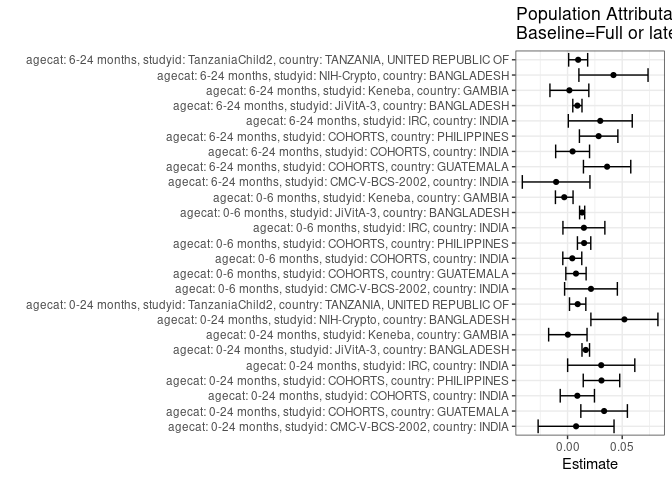 Population Attributa
Baseline=Full or late
agecat: 6-24 months, studyid: TanzaniaChild2, country: TANZANIA, UNITED REPUBLIC OF
agecat: 6-24 months, studyid: NIH-Crypto, country: BANGLADESH
agecat: 6-24 months, studyid: Keneba, country: GAMBIA
agecat: 6-24 months, studyid: JiVitA-3, country: BANGLADESH
agecat: 6-24 months, studyid: IRC, country: INDIA
agecat: 6-24 months, studyid: COHORTS, country: PHILIPPINES
agecat: 6-24 months, studyid: COHORTS, country: INDIA
agecat: 6-24 months, studyid: COHORTS, country: GUATEMALA
agecat: 6-24 months, studyid: CMC-V-BCS-2002, country: INDIA
agecat: 0-6 months, studyid: Keneba, country: GAMBIA
agecat: 0-6 months, studyid: JiVitA-3, country: BANGLADESH
agecat: 0-6 months, studyid: IRC, country: INDIA
agecat: 0-6 months, studyid: COHORTS, country: PHILIPPINES
agecat: 0-6 months, studyid: COHORTS, country: INDIA
agecat: 0-6 months, studyid: COHORTS, country: GUATEMALA
agecat: 0-6 months, studyid: CMC-V-BCS-2002, country: INDIA
agecat: 0-24 months, studyid: TanzaniaChild2, country: TANZANIA, UNITED REPUBLIC OF
agecat: 0-24 months, studyid: NIH-Crypto, country: BANGLADESH
agecat: 0-24 months, studyid: Keneba, country: GAMBIA
agecat: 0-24 months, studyid: JiVitA-3, country: BANGLADESH
agecat: 0-24 months, studyid: IRC, country: INDIA
agecat: 0-24 months, studyid: COHORTS, country: PHILIPPINES
agecat: 0-24 months, studyid: COHORTS, country: INDIA
agecat: 0-24 months, studyid: COHORTS, country: GUATEMALA
agecat: 0-24 months, studyid: CMC-V-BCS-2002, country: INDIA
0.00 0.05
Estimate